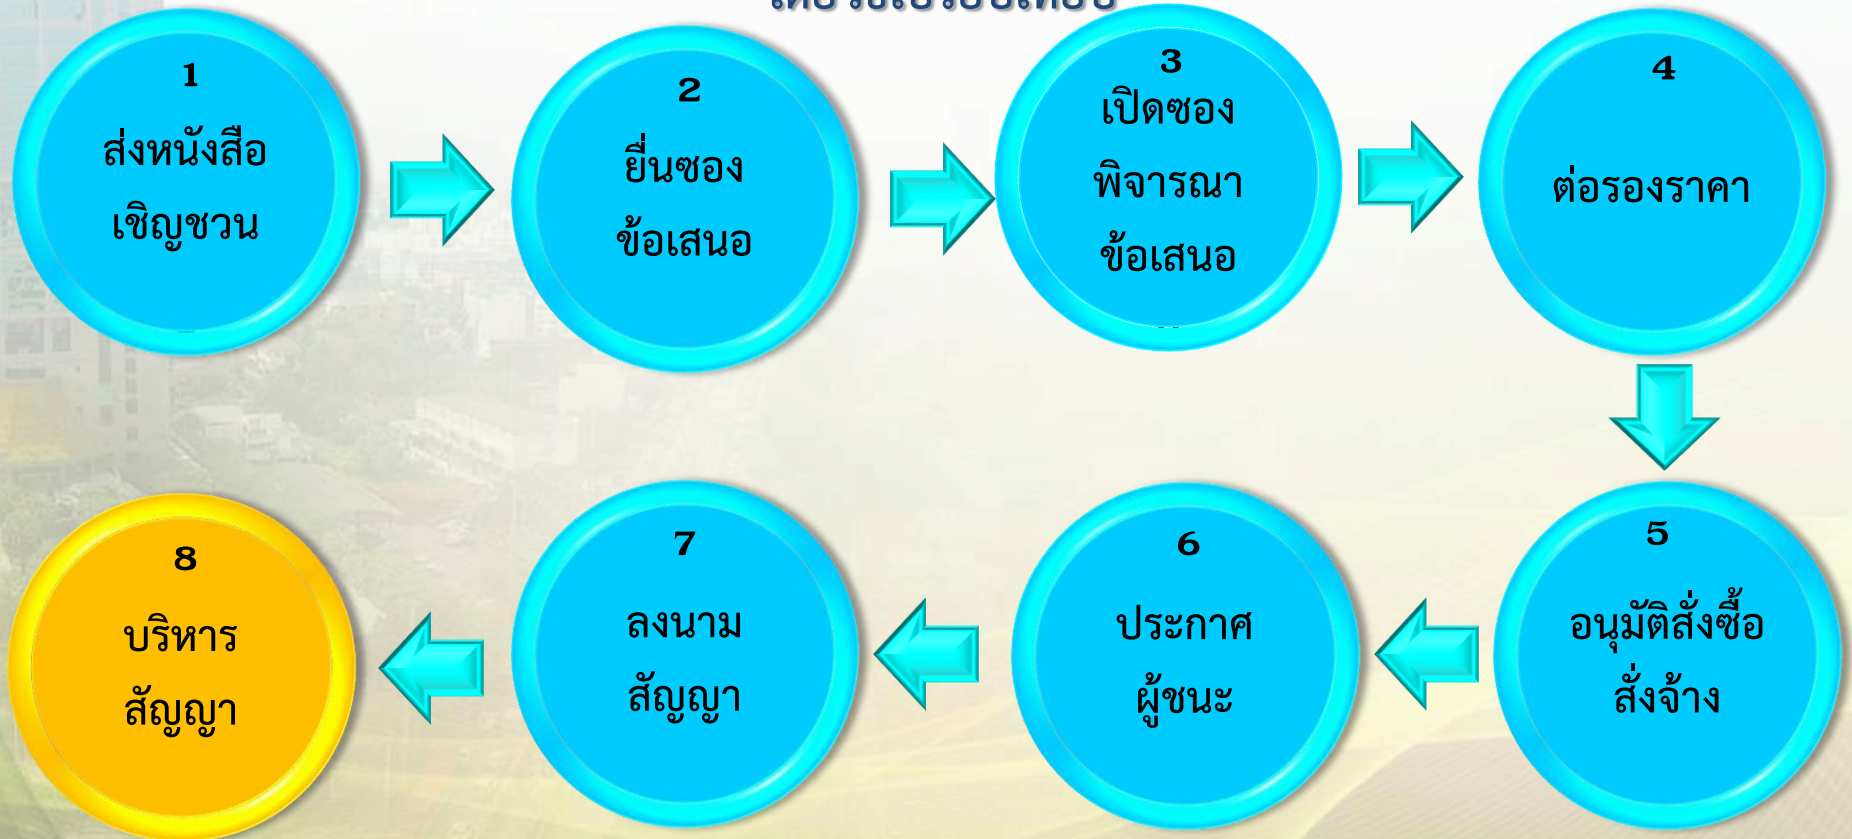 1
ส่งหนังสือ
เชิญชวน
2
ยื่นซอง
ข้อเสนอ
3
เปิดซอง
พิจารณา
ข้อเสนอ
4
ต่อรองราคา
5
อนุมัติสั่งซื้อ
สั่งจ้าง
6
ประกาศ
ผู้ชนะ
7
ลงนาม
สัญญา
8
บริหาร
สัญญา